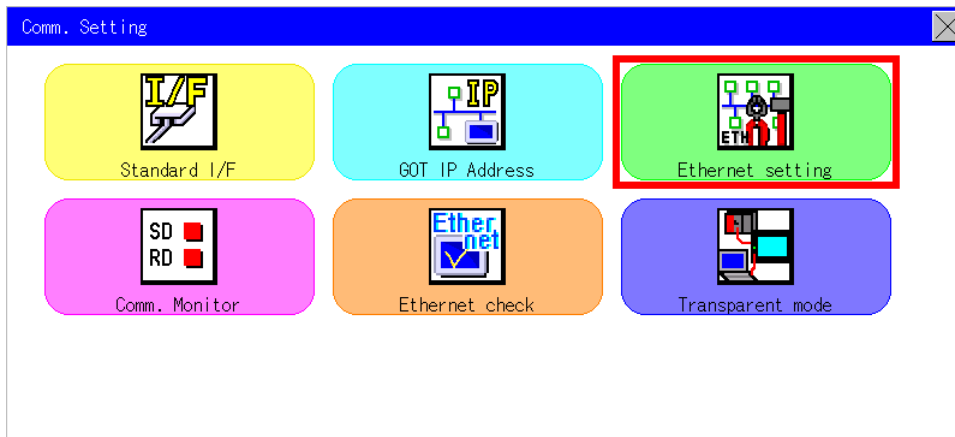 Comm. Setting
I/F
IP
ETH
Standard I/F
GOT IP Address
Ethernet setting
SD
RD
Ether
net
Comm. Monitor
Ethernet check
Transparent mode